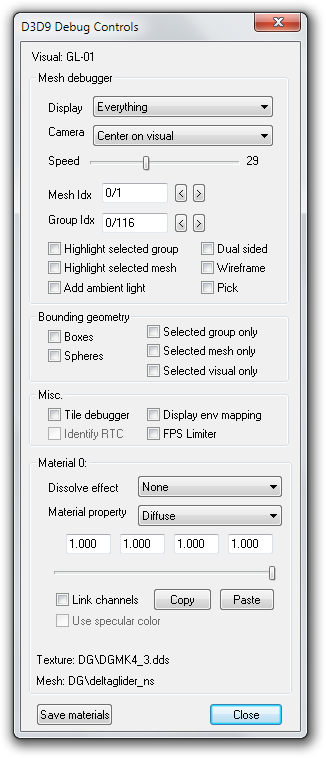 D3D9 Debug Controls
Visual: GL-01
Mesh debugger
Display Everything
Camera Center on visual
Speed 29
Mesh Idx 0/1 < >
Group Idx 0/116 < >
Highlight selected group Dual sided
Highlight selected mesh Wireframe
Add ambient light Pick
Bounding geometry
Boxes Selected group only
Spheres Selected mesh only
Selected visual only
Misc.
Tile debugger Display env mapping
Identify RTC FPS Limiter
Material 0:
Dissolve effect None
Material property Diffuse
1.000 1.000 1.000 1.000
Link channels Copy Paste
Use specular color
Texture: DG\DGMK4_3.dds
Mesh: DG\deltaglider_ns
Save materials Close